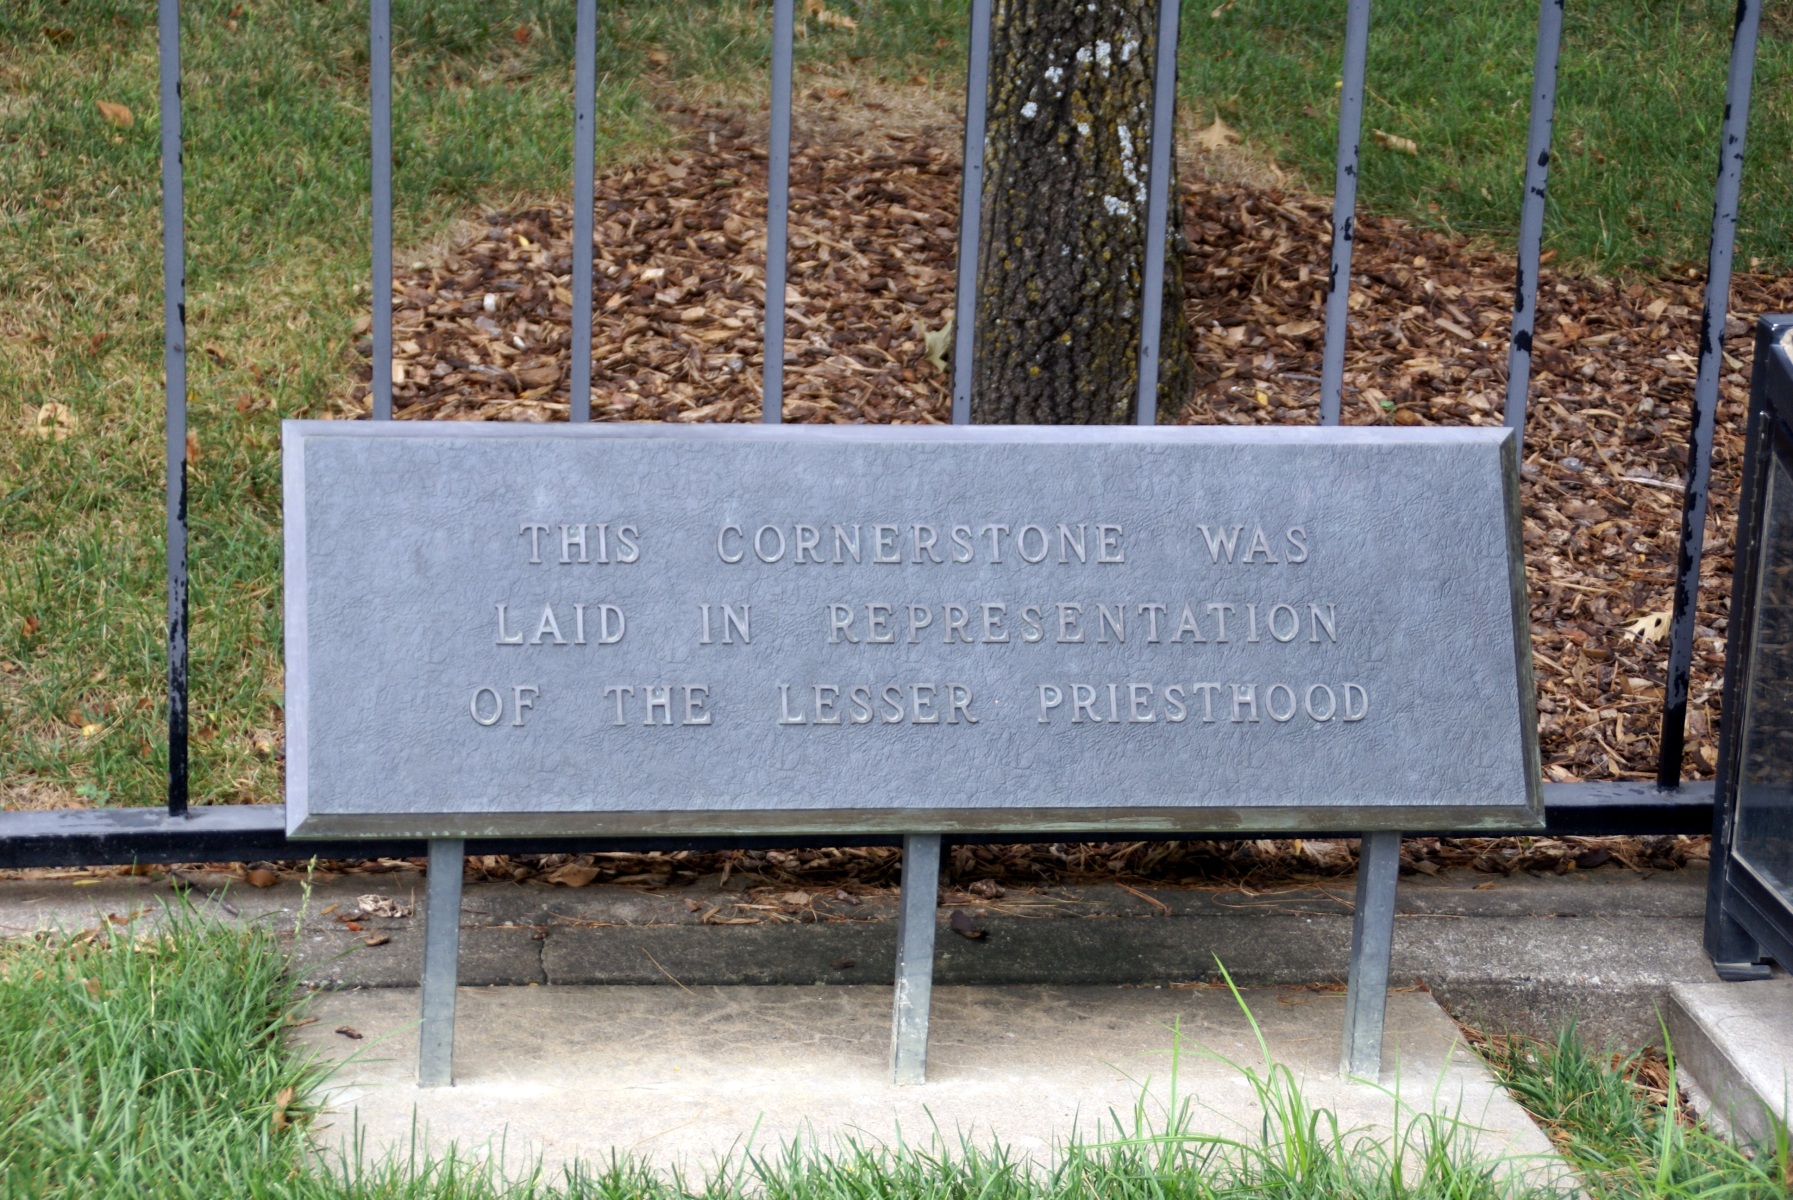 THIS CORNERSTONE WAS
LAID IN REPRESENTATION
OF THE LESSER PRIESTHOOD